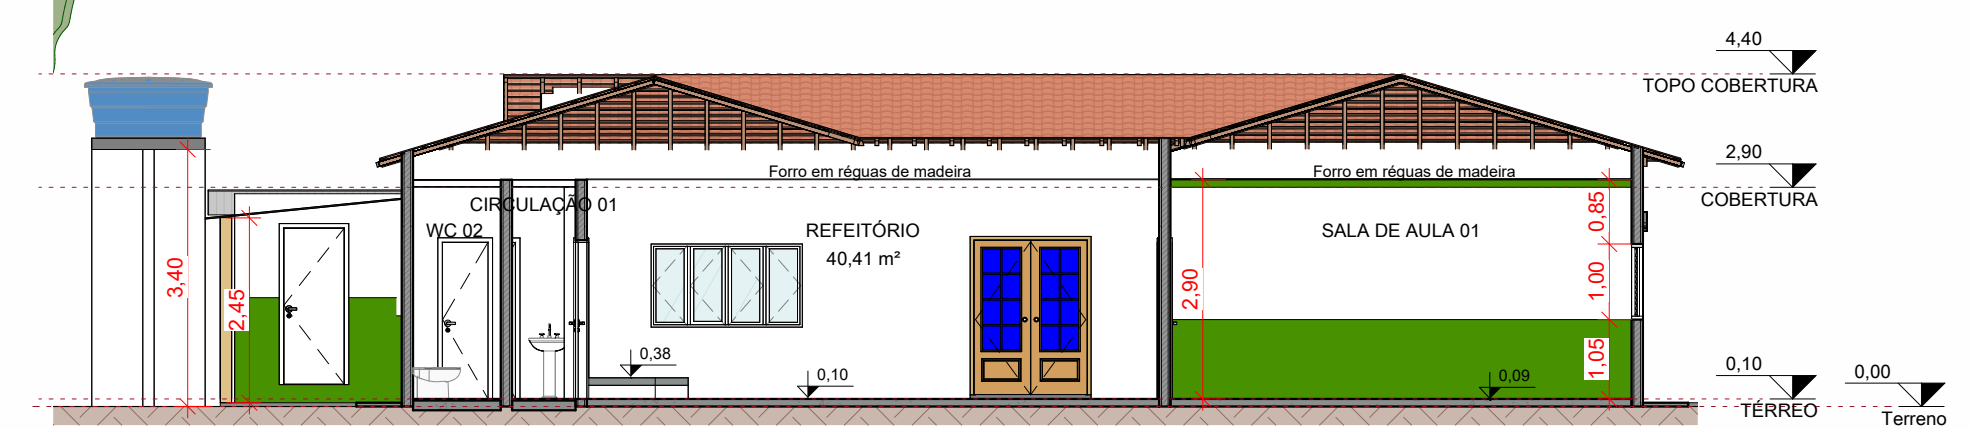 4,40
TOPO COBERTURA
2,90
COBERTURA
Forro em réguas de madeira
Forro em réguas de madeira
0,85
CIRCULAÇÃO 01
WC 02
REFEITÓRIO
40,41 m²
SALA DE AULA 01
3,40
2,45
2,90
1,00
1,05
0,38
0,10
0,09
0,10
TÉRREO
0,00
Terreno